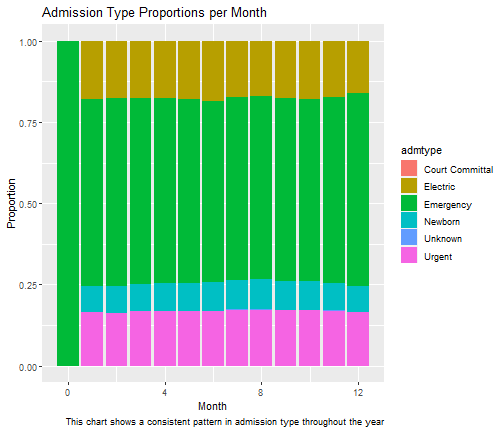 Admission Type Proportions per Month
1.00
0.75
0.50
0.25
0.00
Proportion
0
4
8
12
Month
admtype
Court Committal
Electric
Emergency
Newborn
Unknown
Urgent
This chart shows a consistent pattern in admission type throughout the year